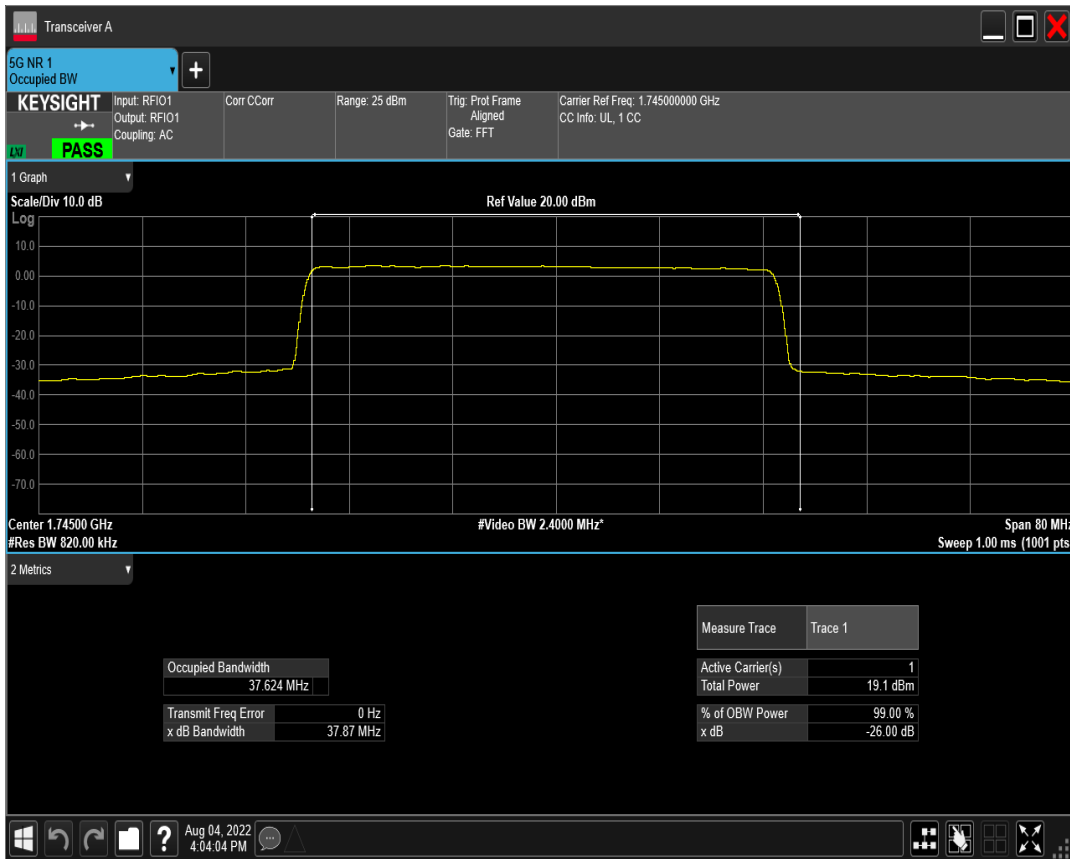 Transceiver A
5G NR 1
Occupied BW
KEYSIGHT
LXI
PASS
Input: RFIO1
Output: RFIO1
Coupling: AC
Corr CCorr
Range: 25 dBm
Trig: Prot Frame
Aligned
Gate: FFT
Carrier Ref Freq: 1.745000000 GHz
CC Info: UL, 1 CC
1 Graph
Scale/Div 10.0 dB
Ref Value 20.00 dBm
Log
10.0
0.00
-10.0
-20.0
-30.0
-40.0
-50.0
-60.0
-70.0
Center 1.74500 GHz
#Video BW 2.4000 MHz*
Span 80 MHz
#Res BW 820.00 kHz
Sweep 1.00 ms (1001 pts
2 Metrics
Measure Trace Trace 1
Occupied Bandwidth
37.624 MHz
Active Carrier(s) 1
Total Power 19.1 dBm
Transmit Freq Error 0 Hz
x dB Bandwidth 37.87 MHz
% of OBW Power 99.00 %
x dB -26.00 dB
?
Aug 04, 2022
4:04:04 PM